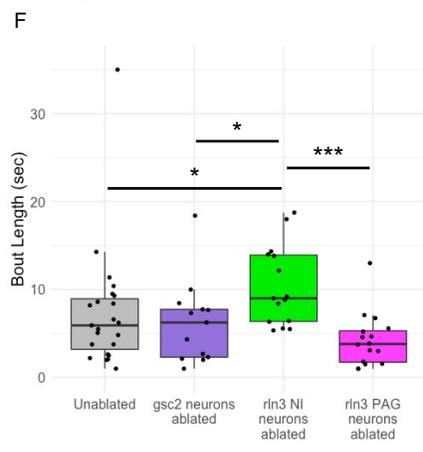 F
Bout Length (sec)
30
20
10
0
*
***
*
Unablated
gsc2 neurons
ablated
rln3 NI
neurons
ablated
rln3 PAG
neurons
ablated